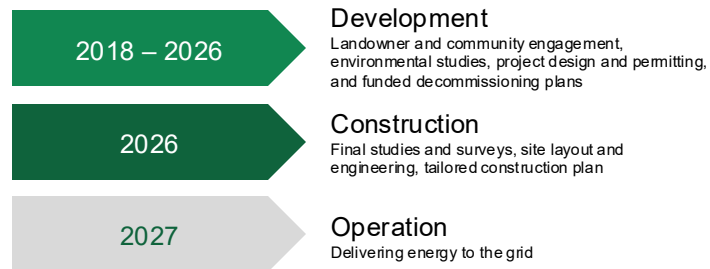 2018 – 2026
Development
Landowner and community engagement,
environmental studies, project design and permitting,
and funded decommissioning plans
2026
Construction
Final studies and surveys, site layout and
engineering, tailored construction plan
2027
Operation
Delivering energy to the grid